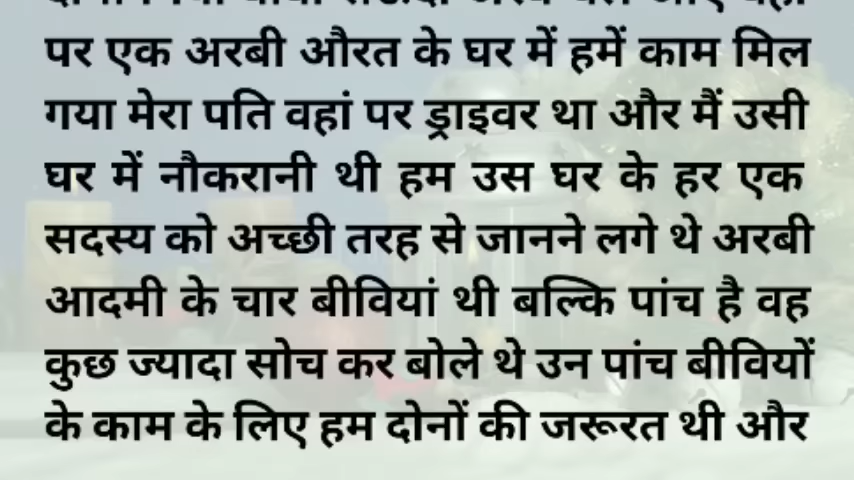 पर एक अरबी औरत के घर में हमें काम मिल
गया मेरा पति वहां पर ड्राइवर था और मैं उसी
घर में नौकरानी थी हम उस घर के हर एक
सदस्य को अच्छी तरह से जानने लगे थे अरबी
आदमी के चार बीवियां थी बल्कि पांच है वह
कुछ ज्यादा सोच कर बोले थे उन पांच बीवियों
के काम के लिए हम दोनों की जरूरत थी और